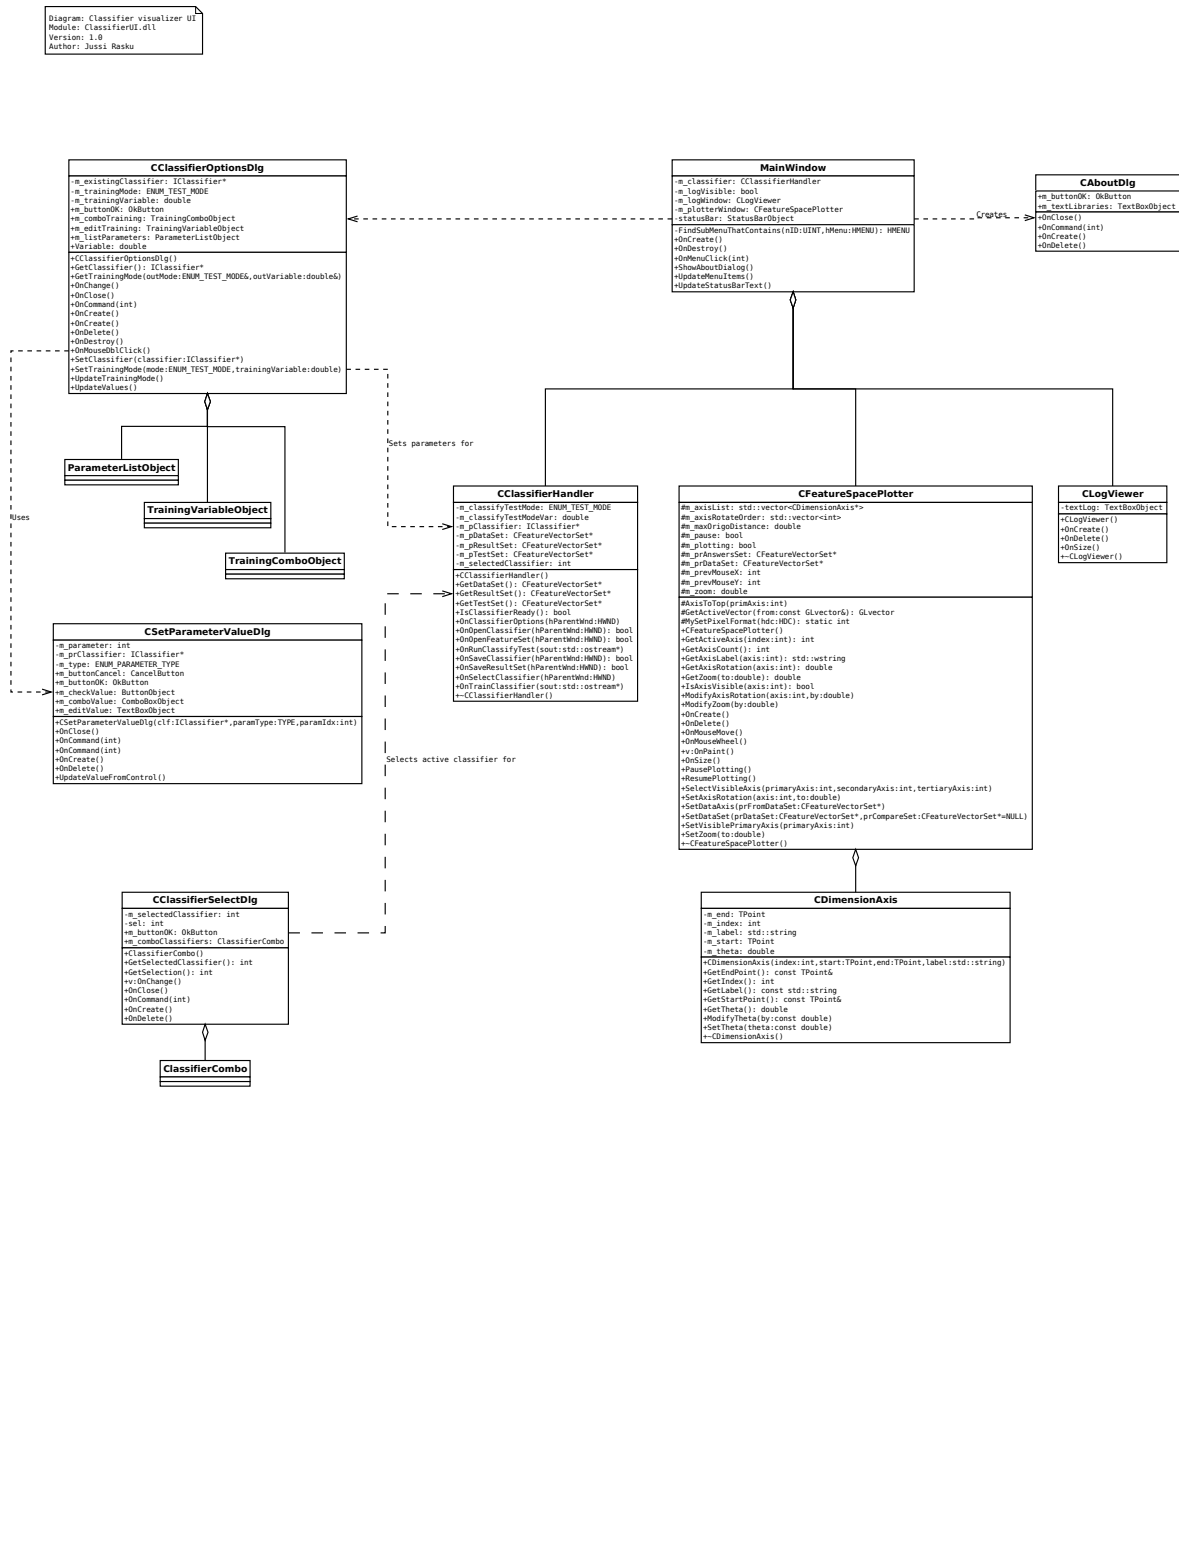 Diagram: Classifier visualizer UI
Module: ClassifierUI.dll
Version: 1.0
Author: Jussi Rasku
CClassifierOptionsDlg
-m_existingClassifier: IClassifier*
-m_trainingMode: ENUM_TEST_MODE
-m_trainingVariable: double
+m_buttonOK: OkButton
+m_comboTraining: TrainingComboObject
+m_editTraining: TrainingVariableObject
+m_listParameters: ParameterListObject
+Variable: double
+CClassifierOptionsDlg()
+GetClassifier(): IClassifier*
+GetTrainingMode(outMode:ENUM_TEST_MODE&,outVariable:double&)
+OnChange()
+OnClose()
+OnCommand(int)
+OnCreate()
+OnCreate()
+OnDelete()
+OnDestroy()
+OnMouseDblClick()
+SetClassifier(classifier:IClassifier*)
+SetTrainingMode(mode:ENUM_TEST_MODE,trainingVariable:double)
+UpdateTrainingMode()
+UpdateValues()
MainWindow
-m_classifier: CClassifierHandler
-m_logVisible: bool
-m_logWindow: CLogViewer
-m_plotterWindow: CFeatureSpacePlotter
-statusBar: StatusBarObject
-FindSubMenuThatContains(nID:UINT,hMenu:HMENU): HMENU
+OnCreate()
+OnDestroy()
+OnMenuClick(int)
+ShowAboutDialog()
+UpdateMenuItems()
+UpdateStatusBarText()
Creates
CAboutDlg
+m_buttonOK: OkButton
+m_textLibraries: TextBoxObject
+OnClose()
+OnCommand(int)
+OnCreate()
+OnDelete()
Sets parameters for
ParameterListObject
TrainingVariableObject
TrainingComboObject
Uses
CClassifierHandler
-m_classifyTestMode: ENUM_TEST_MODE
-m_classifyTestModeVar: double
-m_pClassifier: IClassifier*
-m_pDataSet: CFeatureVectorSet*
-m_pResultSet: CFeatureVectorSet*
-m_pTestSet: CFeatureVectorSet*
-m_selectedClassifier: int
+CClassifierHandler()
+GetDataSet(): CFeatureVectorSet*
+GetResultSet(): CFeatureVectorSet*
+GetTestSet(): CFeatureVectorSet*
+IsClassifierReady(): bool
+OnClassifierOptions(hParentWnd:HWND)
+OnOpenClassifier(hParentWnd:HWND): bool
+OnOpenFeatureSet(hParentWnd:HWND): bool
+OnRunClassifyTest(sout:std::ostream*)
+OnSaveClassifier(hParentWnd:HWND): bool
+OnSaveResultSet(hParentWnd:HWND): bool
+OnSelectClassifier(hParentWnd:HWND)
+OnTrainClassifier(sout:std::ostream*)
+~CClassifierHandler()
CFeatureSpacePlotter
#m_axisList: std::vector<CDimensionAxis*>
#m_axisRotateOrder: std::vector<int>
#m_maxOrigoDistance: double
#m_pause: bool
#m_plotting: bool
#m_prAnswersSet: CFeatureVectorSet*
#m_prDataSet: CFeatureVectorSet*
#m_prevMouseX: int
#m_prevMouseY: int
#m_zoom: double
#AxisToTop(primAxis:int)
#GetActiveVector(from:const GLvector&): GLvector
#MySetPixelFormat(hdc:HDC): static int
+CFeatureSpacePlotter()
+GetActiveAxis(index:int): int
+GetAxisCount(): int
+GetAxisLabel(axis:int): std::wstring
+GetAxisRotation(axis:int): double
+GetZoom(to:double): double
+IsAxisVisible(axis:int): bool
+ModifyAxisRotation(axis:int,by:double)
+ModifyZoom(by:double)
+OnCreate()
+OnDelete()
+OnMouseMove()
+OnMouseWheel()
+v:OnPaint()
+OnSize()
+PausePlotting()
+ResumePlotting()
+SelectVisibleAxis(primaryAxis:int,secondaryAxis:int,tertiaryAxis:int)
+SetAxisRotation(axis:int,to:double)
+SetDataAxis(prFromDataSet:CFeatureVectorSet*)
+SetDataSet(prDataSet:CFeatureVectorSet*,prCompareSet:CFeatureVectorSet*=NULL)
+SetVisiblePrimaryAxis(primaryAxis:int)
+SetZoom(to:double)
+~CFeatureSpacePlotter()
CLogViewer
-textLog: TextBoxObject
+CLogViewer()
+OnCreate()
+OnDelete()
+OnSize()
+~CLogViewer()
CSetParameterValueDlg
-m_parameter: int
-m_prClassifier: IClassifier*
-m_type: ENUM_PARAMETER_TYPE
+m_buttonCancel: CancelButton
+m_buttonOK: OkButton
+m_checkValue: ButtonObject
+m_comboValue: ComboBoxObject
+m_editValue: TextBoxObject
+CSetParameterValueDlg(clf:IClassifier*,paramType:TYPE,paramIdx:int)
+OnClose()
+OnCommand(int)
+OnCommand(int)
+OnCreate()
+OnDelete()
+UpdateValueFromControl()
Selects active classifier for
CClassifierSelectDlg
-m_selectedClassifier: int
-sel: int
+m_buttonOK: OkButton
+m_comboClassifiers: ClassifierCombo
+ClassifierCombo()
+GetSelectedClassifier(): int
+GetSelection(): int
+v:OnChange()
+OnClose()
+OnCommand(int)
+OnCreate()
+OnDelete()
ClassifierCombo
CDimensionAxis
-m_end: TPoint
-m_index: int
-m_label: std::string
-m_start: TPoint
-m_theta: double
+CDimensionAxis(index:int,start:TPoint,end:TPoint,label:std::string)
+GetEndPoint(): const TPoint&
+GetIndex(): int
+GetLabel(): const std::string
+GetStartPoint(): const TPoint&
+GetTheta(): double
+ModifyTheta(by:const double)
+SetTheta(theta:const double)
+~CDimensionAxis()